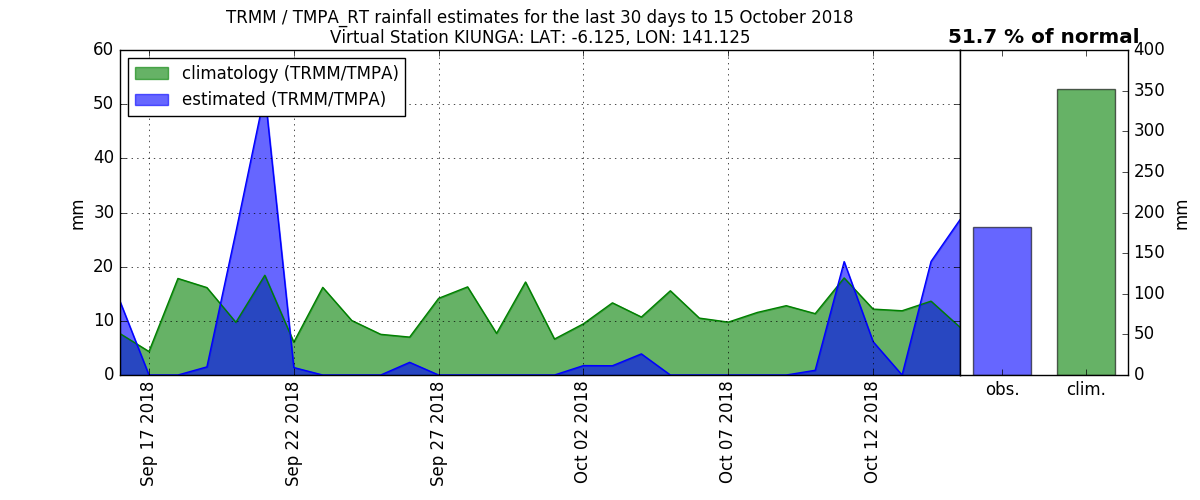 TRMM / TMPA_RT rainfall estimates for the last 30 days to 15 October 2018
Virtual Station KIUNGA: LAT: -6.125, LON: 141.125
51.7 % of normal
climatology (TRMM/TMPA)
estimated (TRMM/TMPA)
60
50
40
30
20
10
0
mm
Sep 17 2018
Sep 22 2018
Sep 27 2018
Oct 02 2018
Oct 07 2018
Oct 12 2018
400
350
300
250
200
150
100
50
0
mm
obs.
clim.